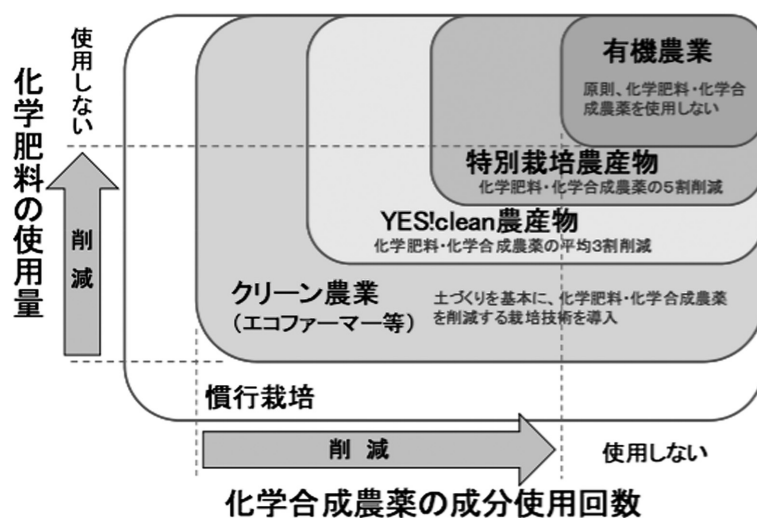 化学肥料の使用量
使用しない
削減
有機農業
原則、化学肥料・化学合
成農薬を使用しない
特別栽培農産物
化学肥料・化学合成農薬の5割削減
YES!clean農産物
化学肥料・化学合成農薬の平均3割削減
クリーン農業
（エコファーマー等）
土づくりを基本に、化学肥料・化学合成農薬
を削減する栽培技術を導入
慣行栽培
削 減
使用しない
化学合成農薬の成分使用回数